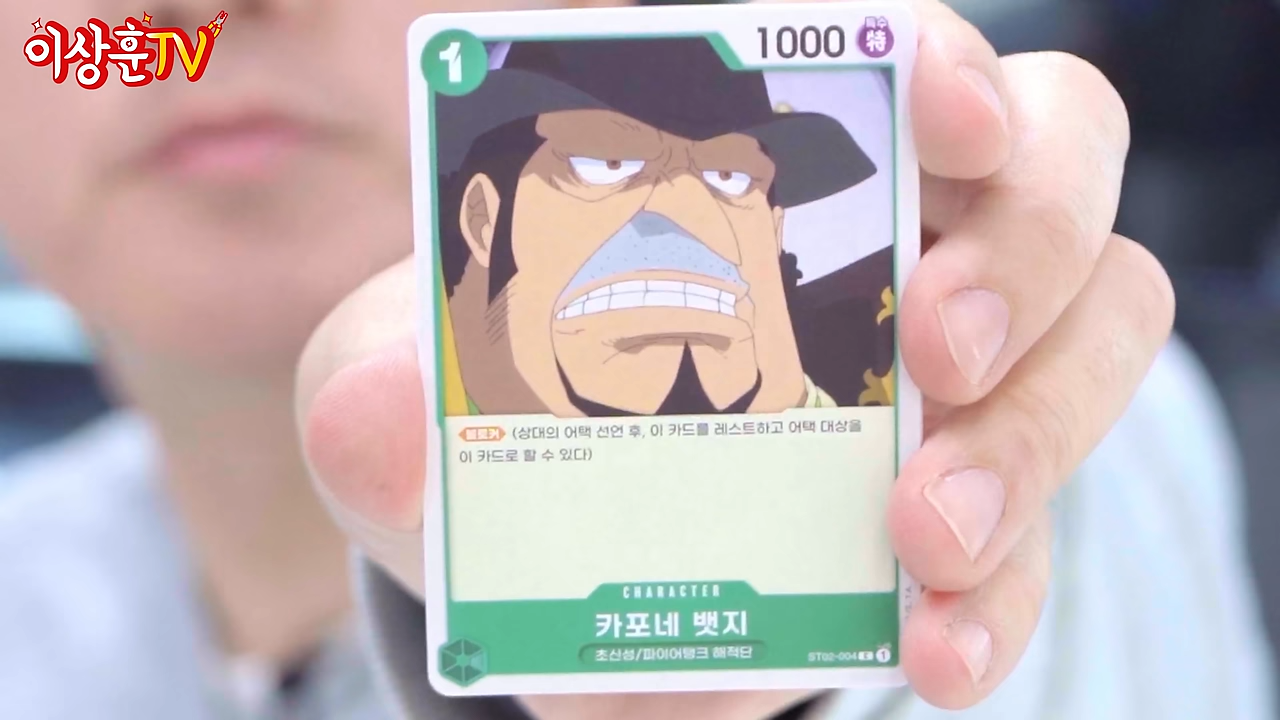 이상훈TV
1
1000
특수
特
블로커 (상대의 어택 선언 후, 이 카드를 레스트하고 어택 대상을
이 카드로 할 수 있다)
CHARACTER
카포네 벳지
초신성/파이어탱크 해적단
ST02-004 C 1